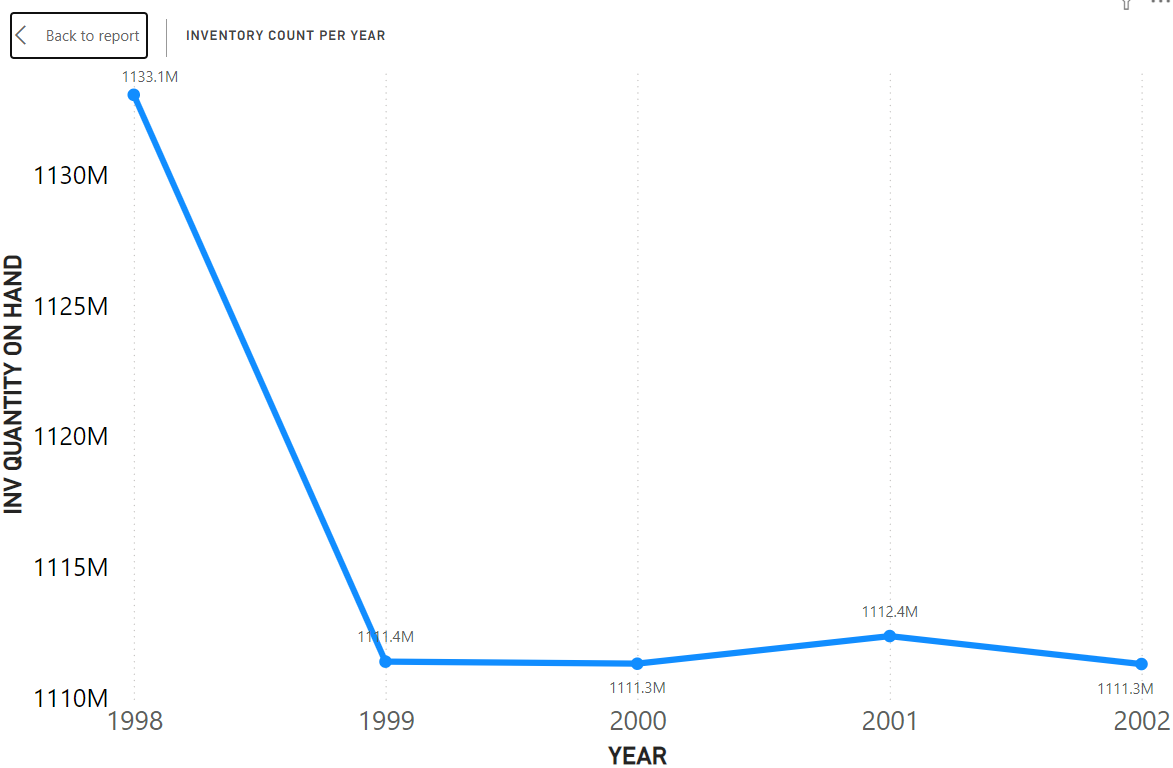 Back to report
INVENTORY COUNT PER YEAR
1133.1M
1130M
1125M
1120M
1115M
1110M
INV QUANTITY ON HAND
1111.4M
1111.3M
1112.4M
1111.3M
1998 1999 2000 2001 2002
YEAR